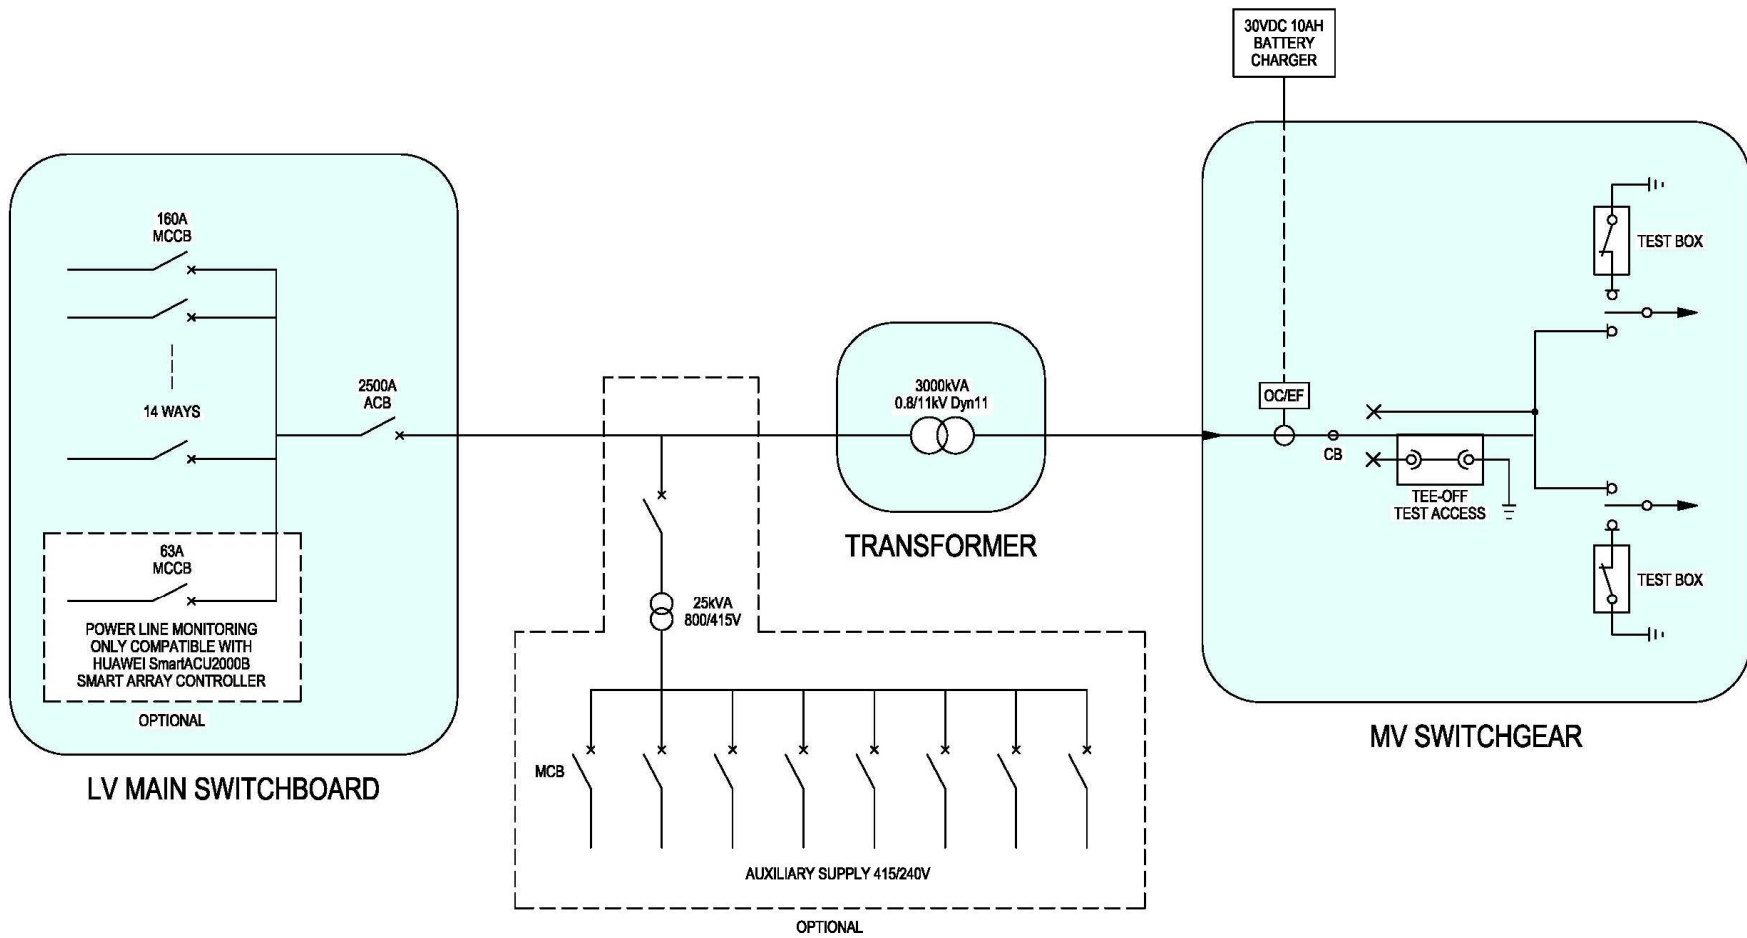 30VDC 10AH
BATTERY
CHARGER
160A
MCCB
14 WAYS
2500A
ACB
63A
MCCB
POWER LINE MONITORING
ONLY COMPATIBLE WITH
HUAWEI SmartACU2000B
SMART ARRAY CONTROLLER
OPTIONAL
LV MAIN SWITCHBOARD
25kVA
800/415V
MCB
AUXILIARY SUPPLY 415/240V
OPTIONAL
3000kVA
0.8/11kV Dyn11
TRANSFORMER
OC/EF
CB
TEE-OFF
TEST ACCESS
TEST BOX
TEST BOX
MV SWITCHGEAR